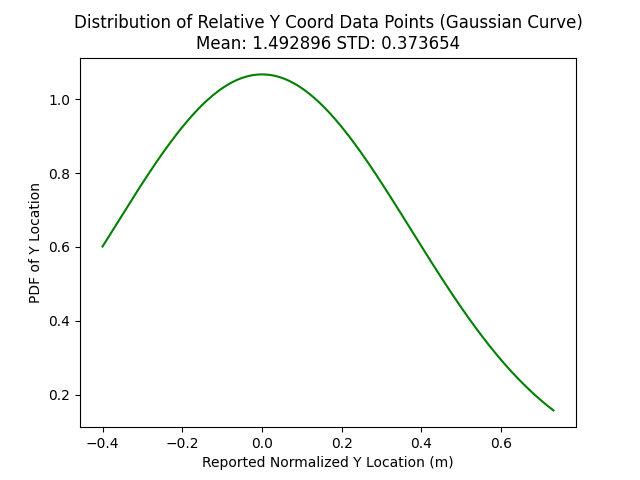 Distribution of Relative Y Coord Data Points (Gaussian Curve)
Mean: 1.492896 STD: 0.373654
1.0
0.8
0.6
0.4
0.2
PDF of Y Location
−0.4 −0.2 0.0 0.2 0.4 0.6
Reported Normalized Y Location (m)